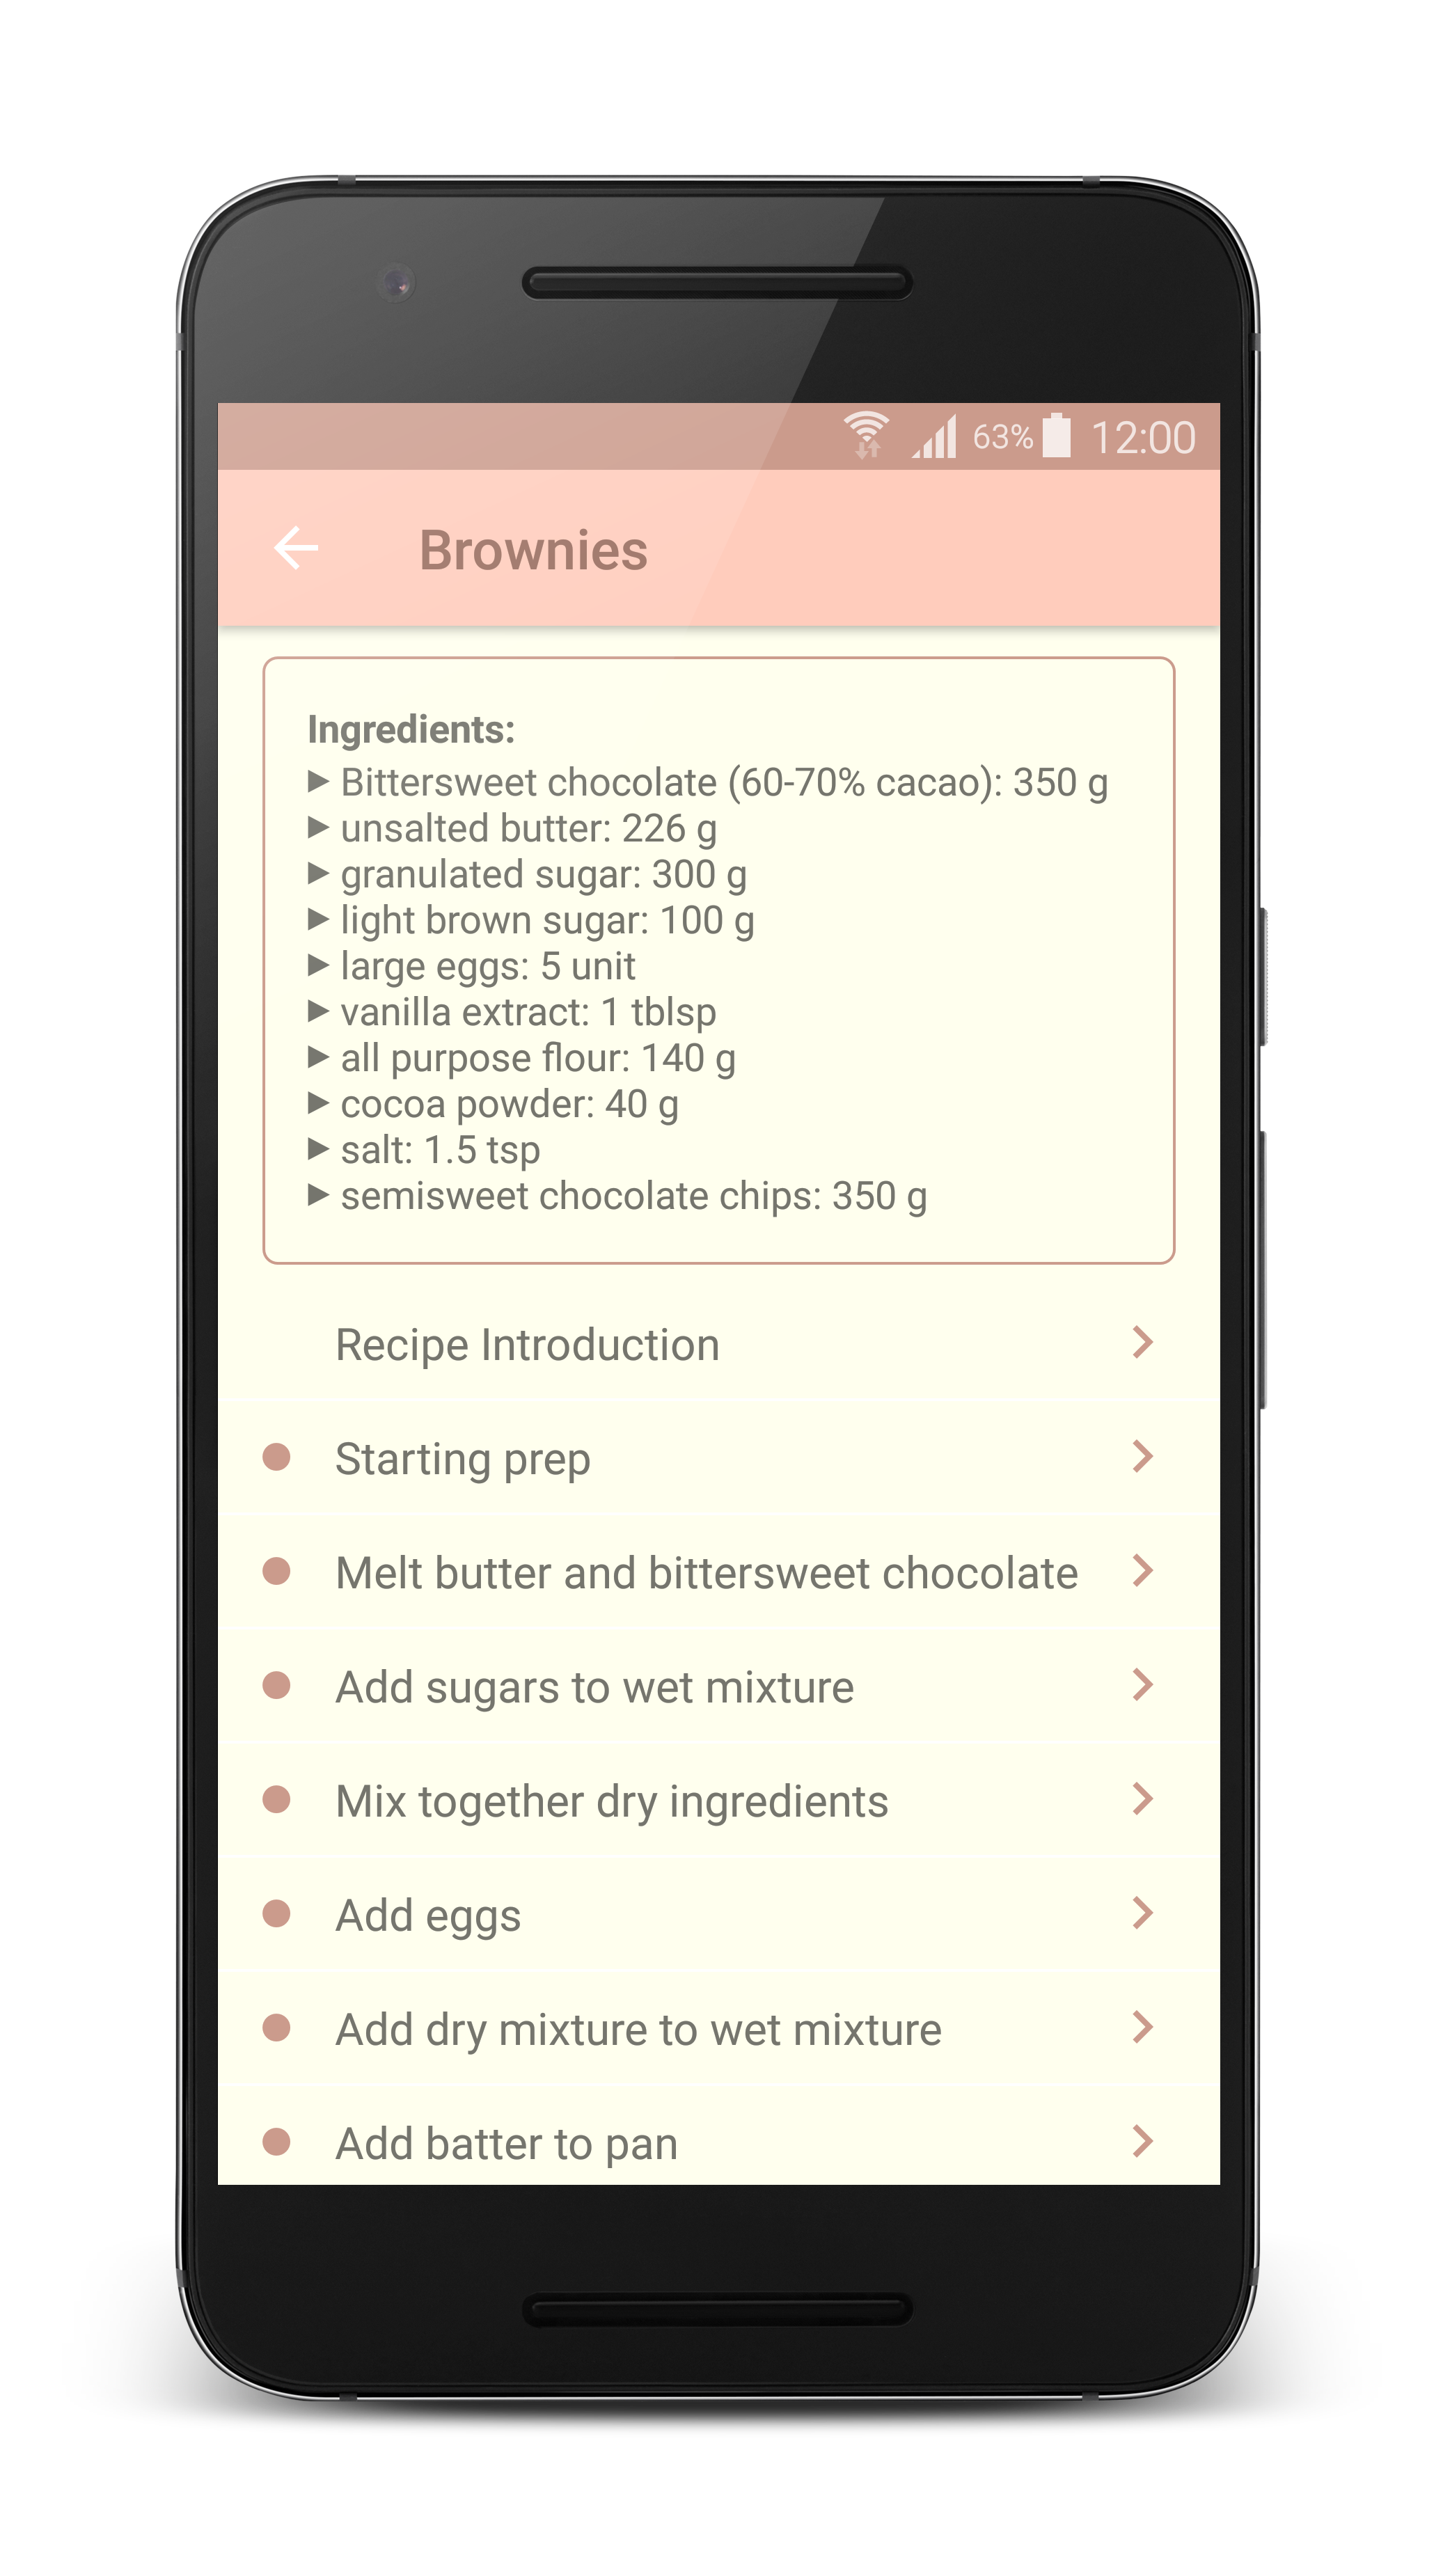 63% 12:00
Brownies
Ingredients:
▶ Bittersweet chocolate (60-70% cacao): 350 g
▶ unsalted butter: 226 g
▶ granulated sugar: 300 g
▶ light brown sugar: 100 g
▶ large eggs: 5 unit
▶ vanilla extract: 1 tblsp
▶ all purpose flour: 140 g
▶ cocoa powder: 40 g
▶ salt: 1.5 tsp
▶ semisweet chocolate chips: 350 g
Recipe Introduction
Starting prep
Melt butter and bittersweet chocolate
Add sugars to wet mixture
Mix together dry ingredients
Add eggs
Add dry mixture to wet mixture
Add batter to pan